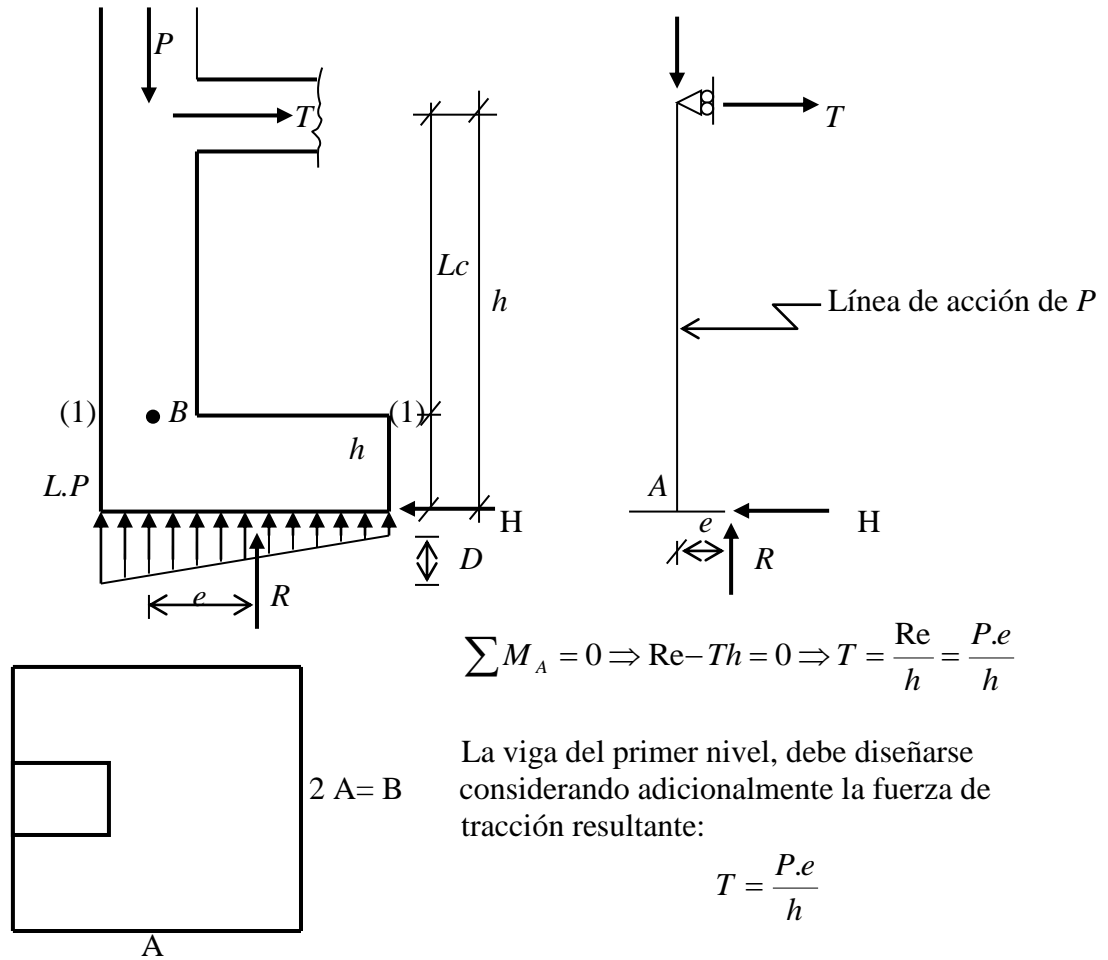 P
T
T
Lc
h
Línea de acción de P
(1)
B
(1)
h
A
L.P
H
e
H
D
R
e
R
∑ M_A = 0 ⇒ Re − Th = 0 ⇒ T = Re/h = P.e/h
2 A= B
La viga del primer nivel, debe diseñarse
considerando adicionalmente la fuerza de
tracción resultante:
T = P.e/h
A